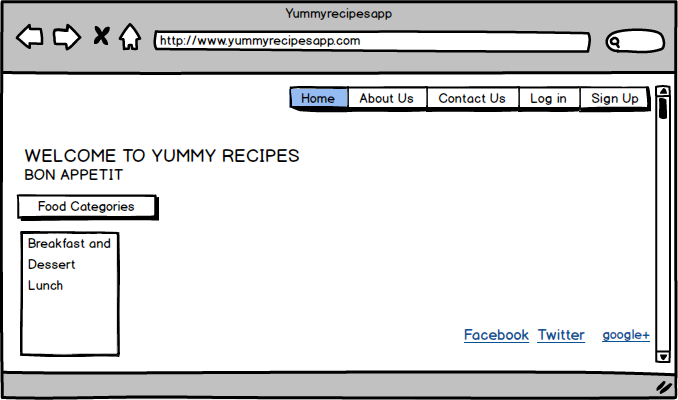 Yummyrecipesapp
http://www.yummyrecipesapp.com
Home About Us Contact Us Log in Sign Up
WELCOME TO YUMMY RECIPES
BON APPETIT
Food Categories
Breakfast and
Dessert
Lunch
Facebook Twitter google+